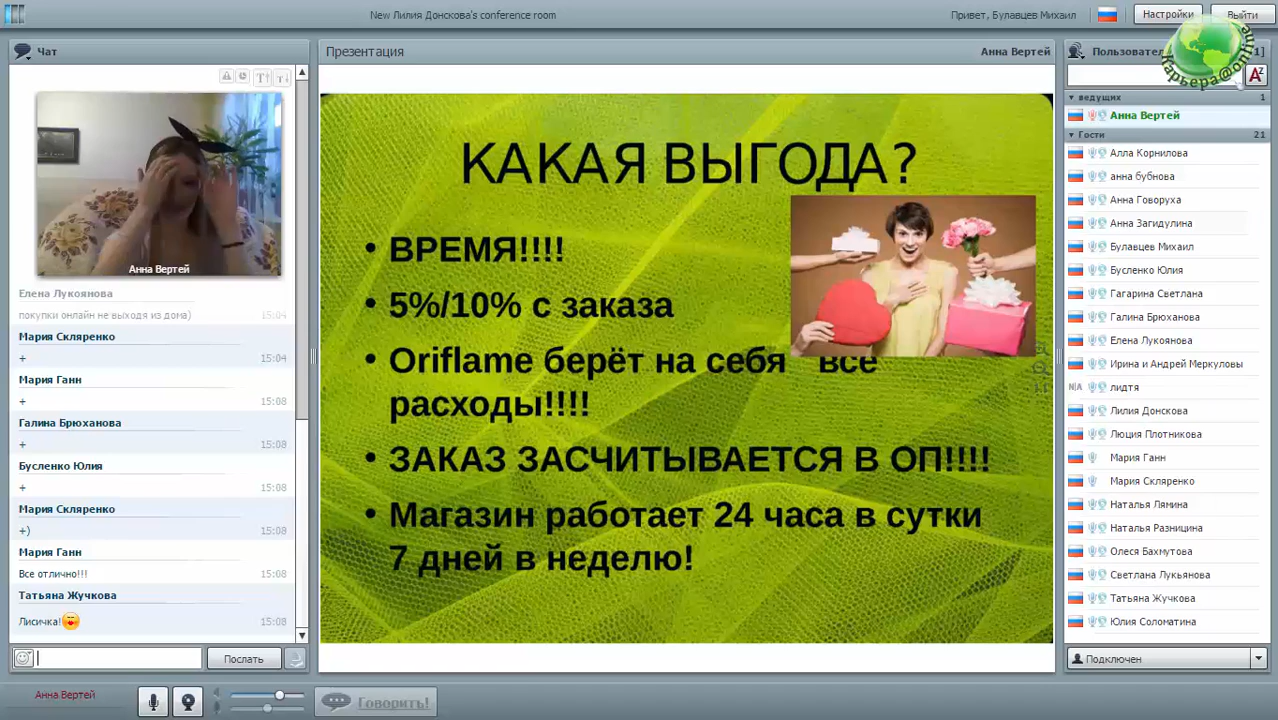 New Лилия Донскова's conference room
Привет, Булавцев Михаил
Настройки
Выйти
Чат
Анна Вертей
Елена Лукоянова
покупки онлайн не выходя из дома)
15:04
Мария Скляренко
+
15:04
Мария Ганн
+
15:08
Галина Брюханова
+
15:08
Бусленко Юлия
+
15:08
Мария Скляренко
+)
15:08
Мария Ганн
Все отлично!!!
15:08
Татьяна Жучкова
Лисичка!
15:08
Послать
Анна Вертей
Говорить!
Презентация
Анна Вертей
КАКАЯ ВЫГОДА?
• ВРЕМЯ!!!!
• 5%/10% с заказа
• Oriflame берёт на себя все
расходы!!!!
• ЗАКАЗ ЗАСЧИТЫВАЕТСЯ В ОП!!!!
• Магазин работает 24 часа в сутки
7 дней в неделю!
1]
Карьера@online
ведущих
1
Анна Вертей
Гости
21
Алла Корнилова
анна бубнова
Анна Говоруха
Анна Загидулина
Булавцев Михаил
Бусленко Юлия
Гагарина Светлана
Галина Брюханова
Елена Лукоянова
Ирина и Андрей Меркуловы
N|A лидтя
Лилия Донскова
Люция Плотникова
Мария Ганн
Мария Скляренко
Наталья Лямина
Наталья Разницина
Олеся Бахмутова
Светлана Лукьянова
Татьяна Жучкова
Юлия Соломатина
Подключен